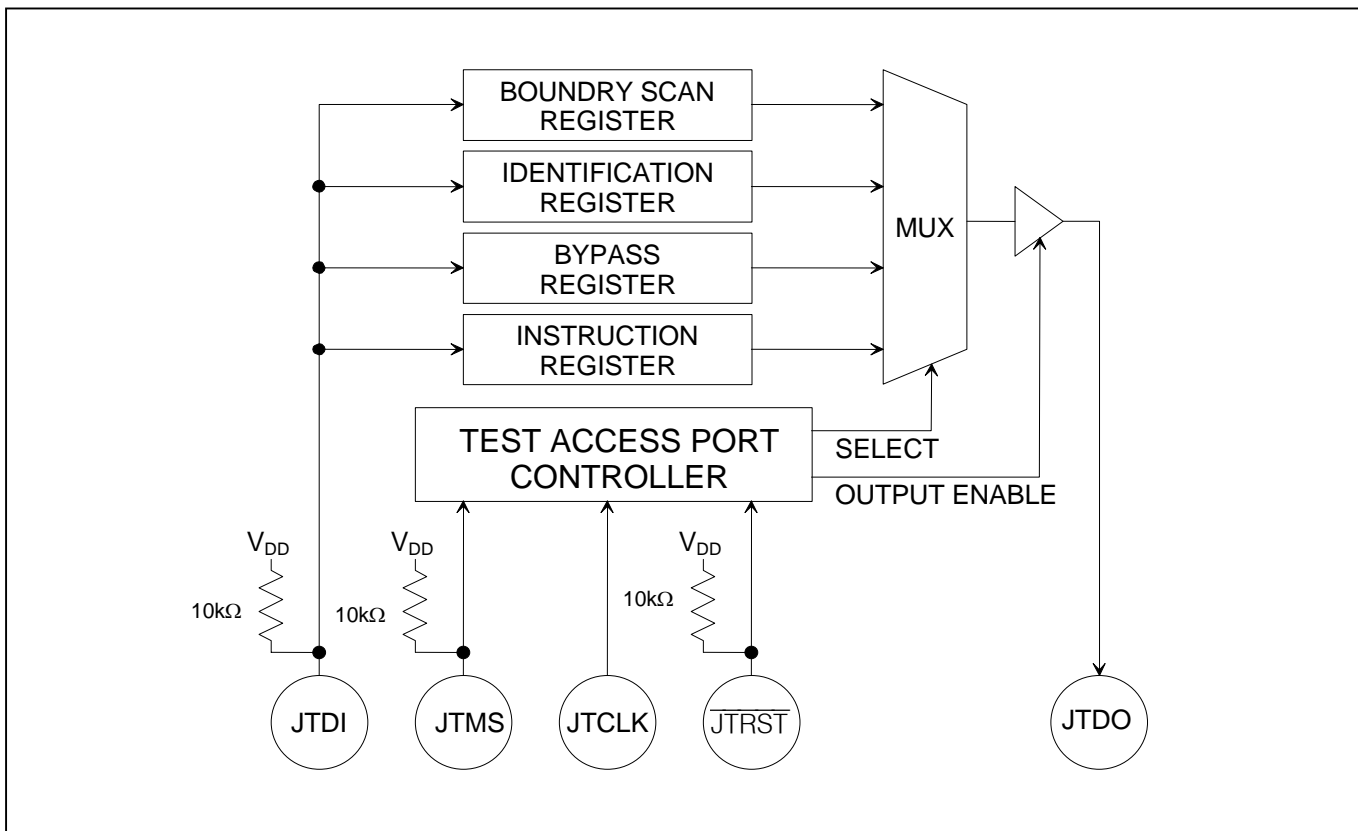 BOUNDRY SCAN
REGISTER
IDENTIFICATION
REGISTER
BYPASS
REGISTER
INSTRUCTION
REGISTER
MUX
TEST ACCESS PORT
CONTROLLER
SELECT
OUTPUT ENABLE
VDD
10kΩ
VDD
10kΩ
VDD
10kΩ
JTDI
JTMS
JTCLK
JTRST
JTDO